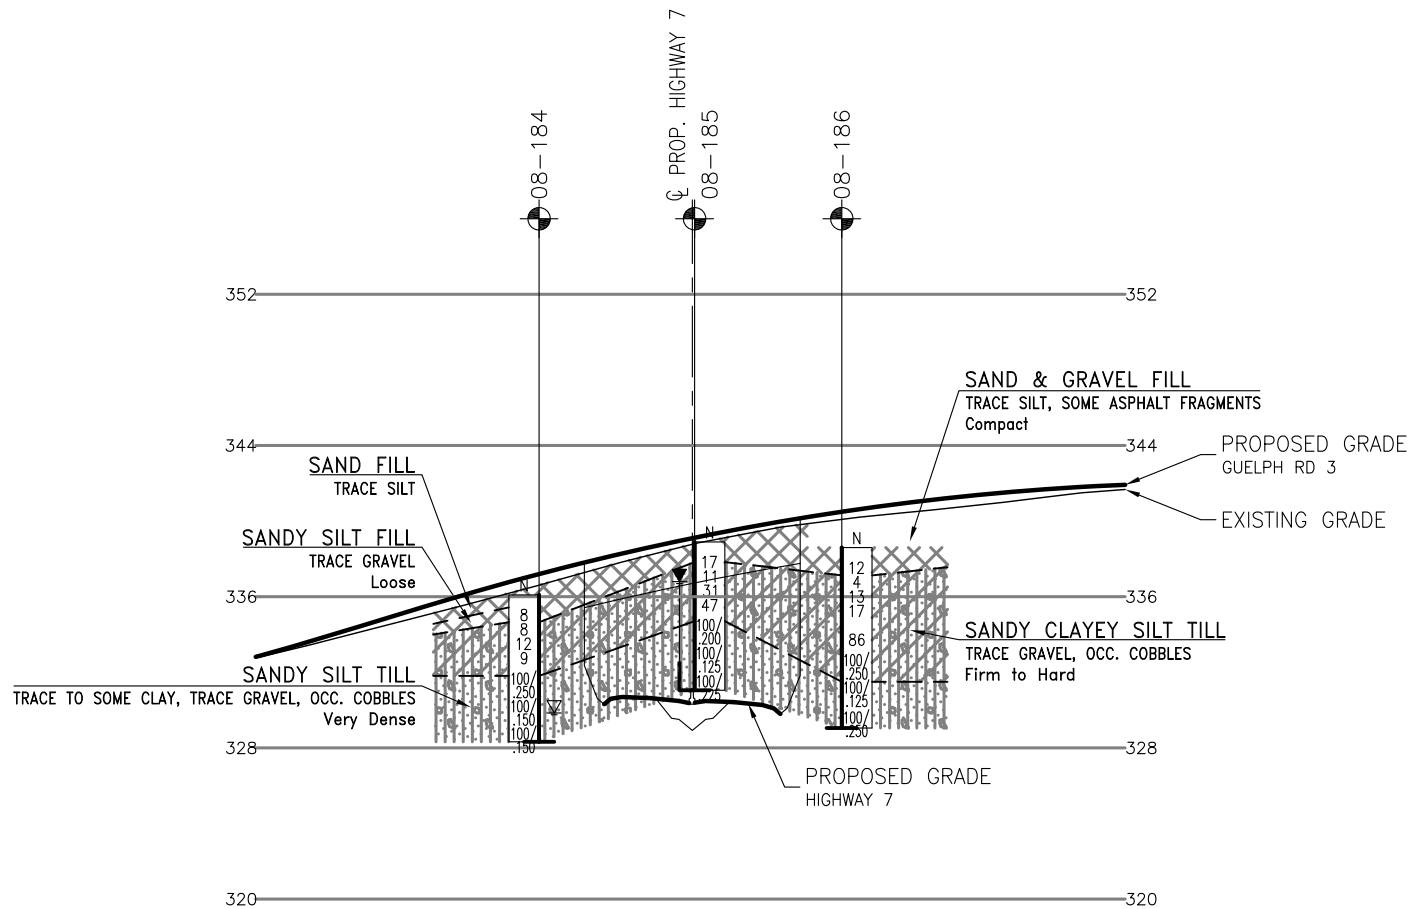 ℄ PROP. HIGHWAY 7
08-184
08-185
08-186
352
352
SAND & GRAVEL FILL
TRACE SILT, SOME ASPHALT FRAGMENTS
Compact
344
344
PROPOSED GRADE
GUELPH RD 3
SAND FILL
TRACE SILT
EXISTING GRADE
SANDY SILT FILL
TRACE GRAVEL
Loose
336
336
N
8
8
12
9
100/
.250
100/
.150
100/
.150
N
17
11
31
47
100/
.200
100/
.125
100/
.225
N
12
4
13
17
86
100/
.250
100/
.125
100/
.250
SANDY CLAYEY SILT TILL
TRACE GRAVEL, OCC. COBBLES
Firm to Hard
SANDY SILT TILL
TRACE TO SOME CLAY, TRACE GRAVEL, OCC. COBBLES
Very Dense
328
328
PROPOSED GRADE
HIGHWAY 7
320
320